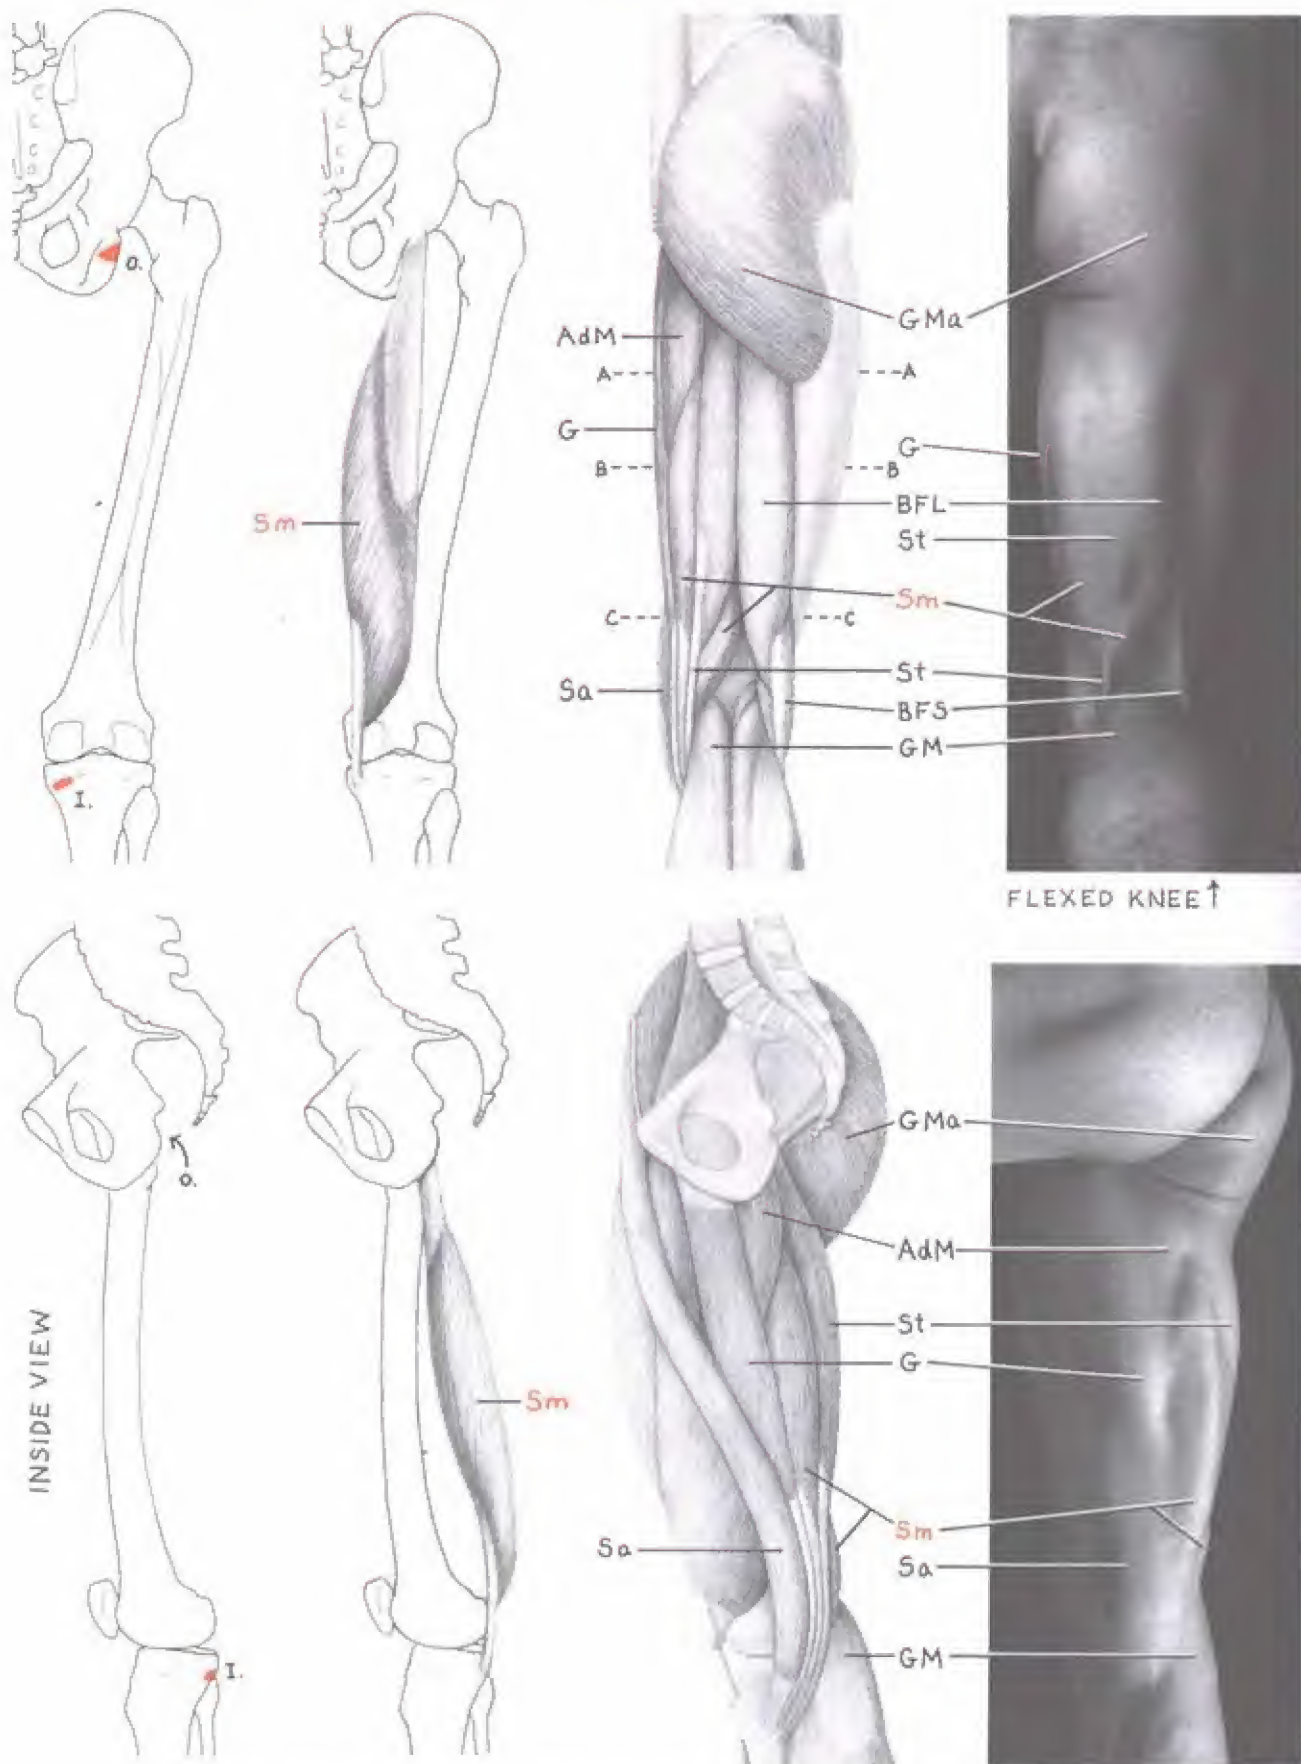 O.
I.
Sm
AdM
A
A
G
B
B
C
C
Sa
GMa
G
BFL
St
Sm
St
BFS
GM
FLEXED KNEE↑
INSIDE VIEW
O.
I.
Sm
Sa
GMa
AdM
St
G
Sm
Sa
GM